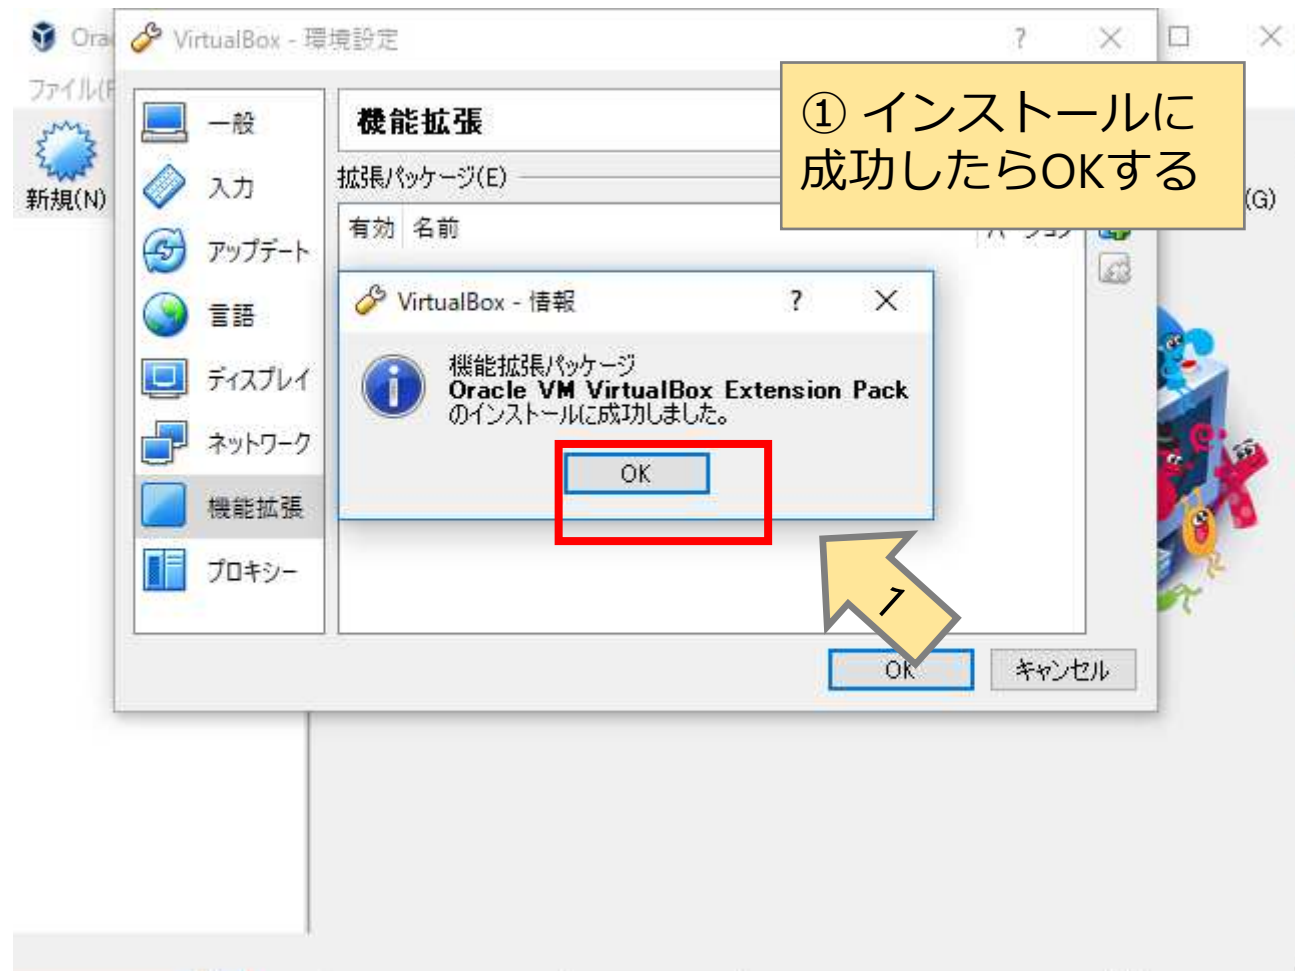 VirtualBox - 環境設定
?
① インストールに
成功したらOKする
新規(N)
一般
入力
アップデート
言語
ディスプレイ
ネットワーク
機能拡張
プロキシー
機能拡張
拡張パッケージ(E)
有効 名前
(G)
VirtualBox - 情報
?
機能拡張パッケージ
Oracle VM VirtualBox Extension Pack
のインストールに成功しました。
OK
1
OK
キャンセル